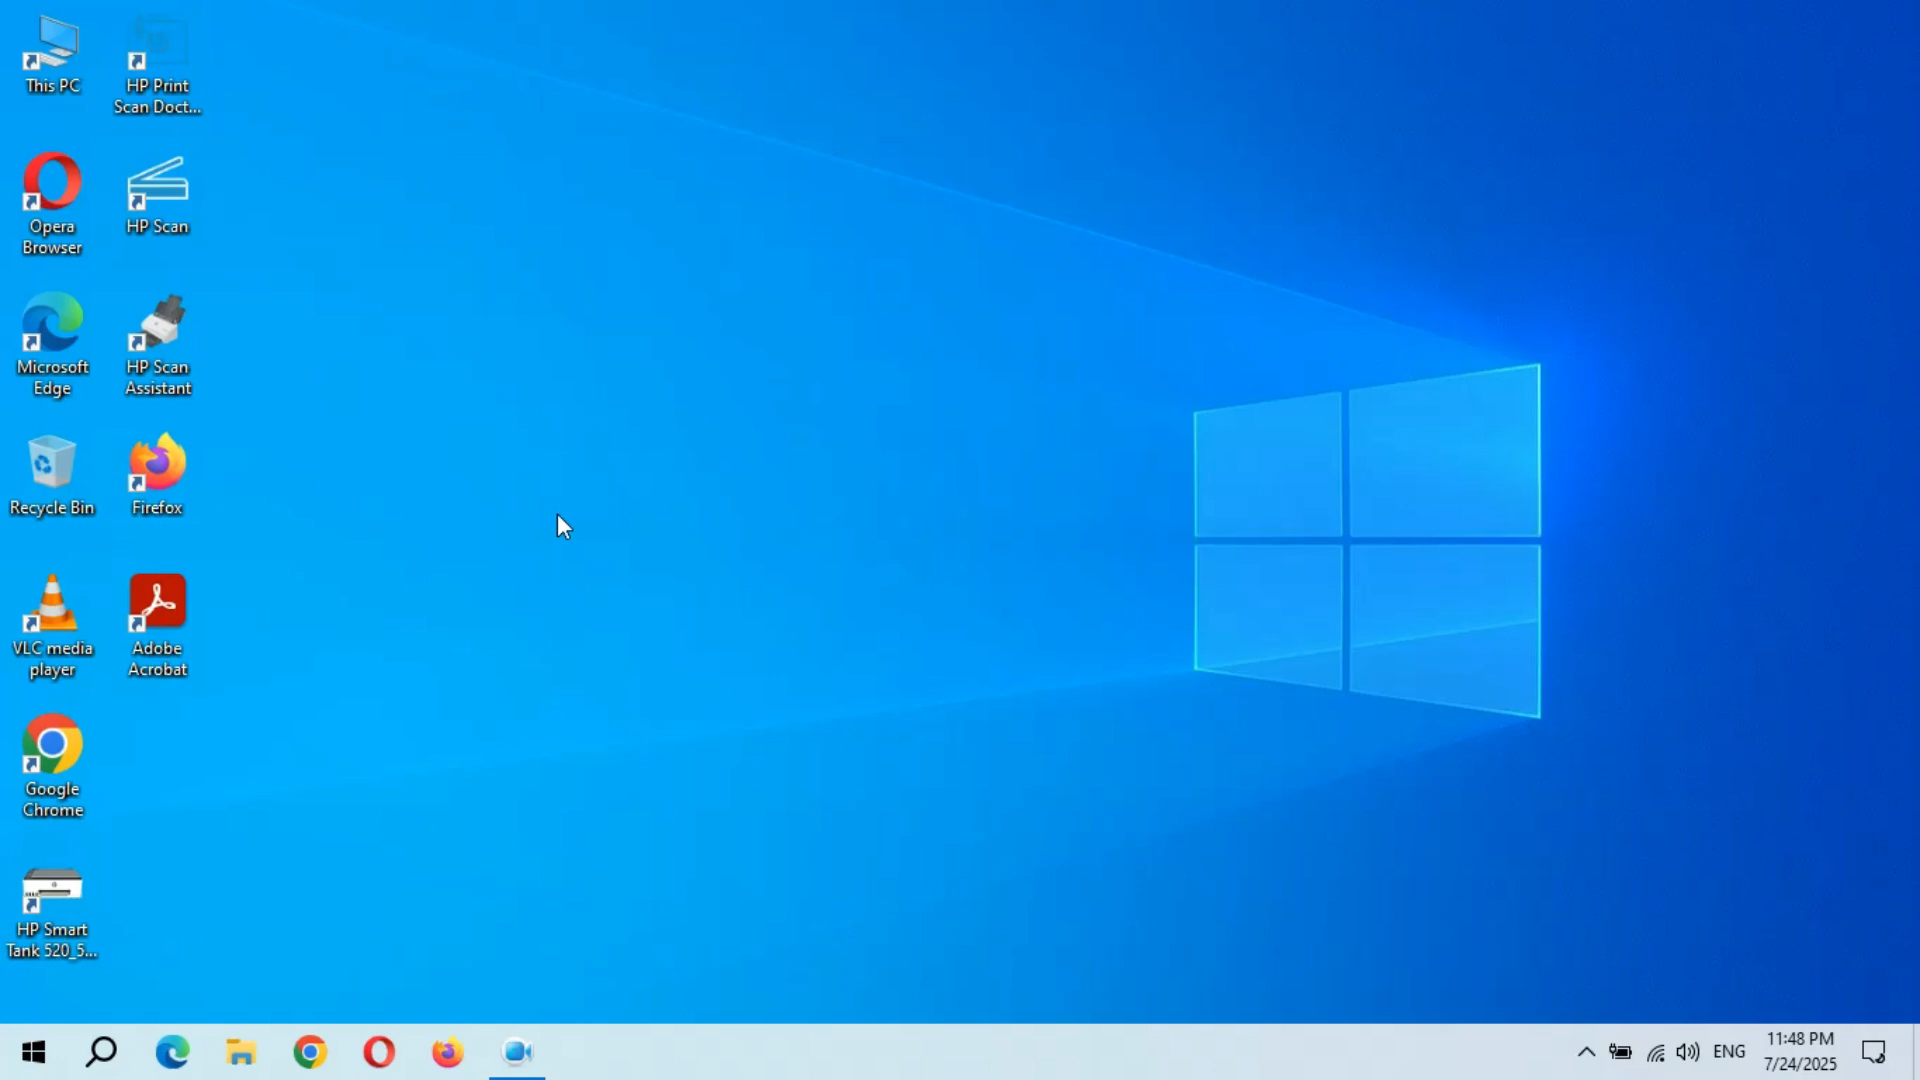 This PC
HP Print
Scan Doct...
Opera
Browser
HP Scan
Microsoft
Edge
HP Scan
Assistant
Recycle Bin
Firefox
VLC media
player
Adobe
Acrobat
Google
Chrome
HP Smart
Tank 520_5...
ENG
11:48 PM
7/24/2025